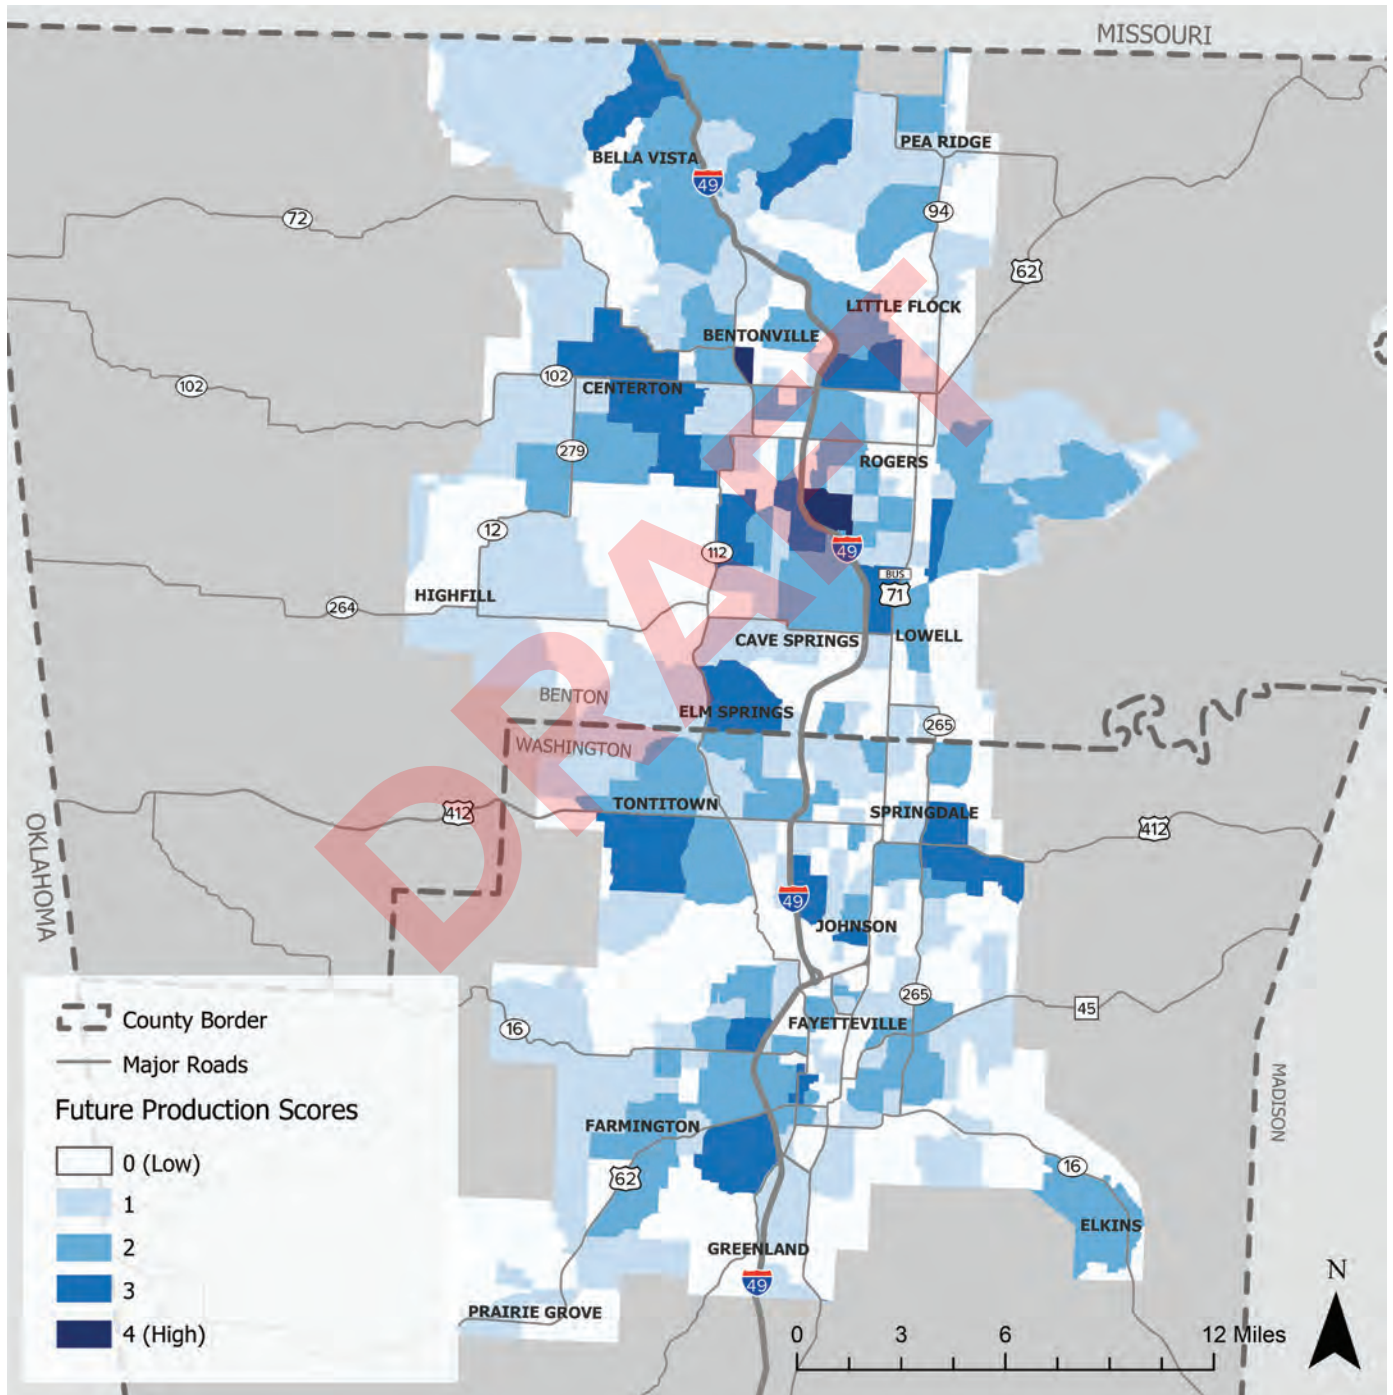 MISSOURI
PEA RIDGE
BELLA VISTA
49
94
72
62
LITTLE FLOCK
BENTONVILLE
102
102
CENTERTON
279
ROGERS
12
112
49
BUS
71
HIGHFILL
264
LOWELL
CAVE SPRINGS
BENTON
ELM SPRINGS
265
WASHINGTON
TONTITOWN
412
SPRINGDALE
412
OKLAHOMA
49
JOHNSON
265
45
16
FAYETTEVILLE
MADISON
FARMINGTON
62
16
ELKINS
GREENLAND
49
PRAIRIE GROVE
DRAFT
County Border
Major Roads
Future Production Scores
0 (Low)
1
2
3
4 (High)
N
0 3 6 12 Miles